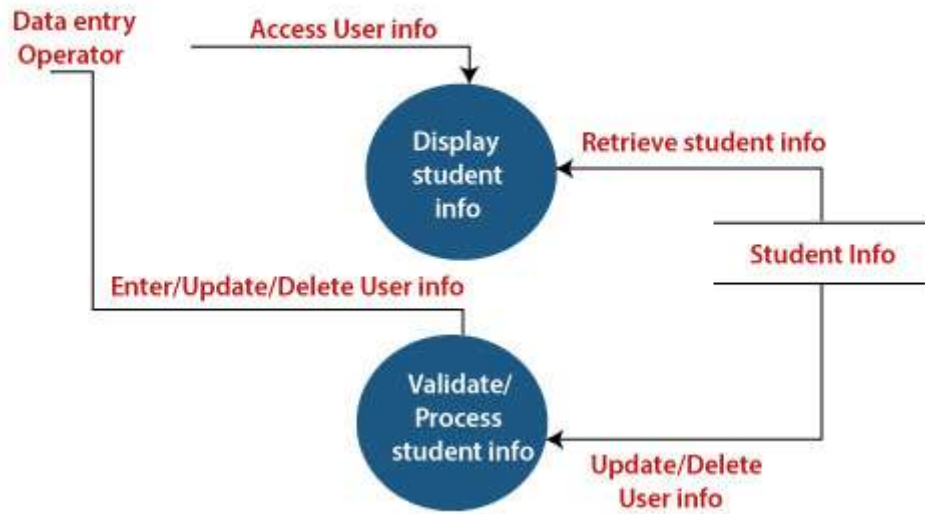 Data entry
Operator
Access User info
Display
student
info
Retrieve student info
Student Info
Enter/Update/Delete User info
Validate/
Process
student info
Update/Delete
User info